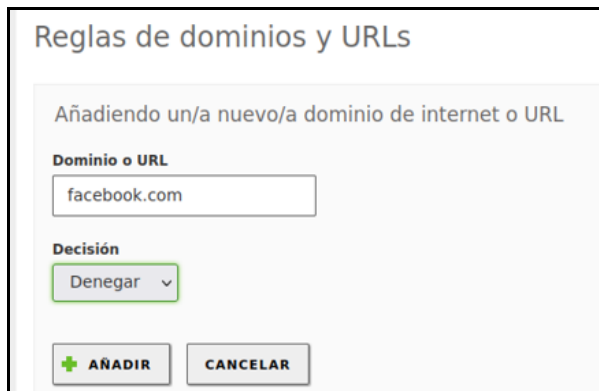 Reglas de dominios y URLs
Añadiendo un/a nuevo/a dominio de internet o URL
Dominio o URL
facebook.com
Decisión
Denegar
AÑADIR CANCELAR